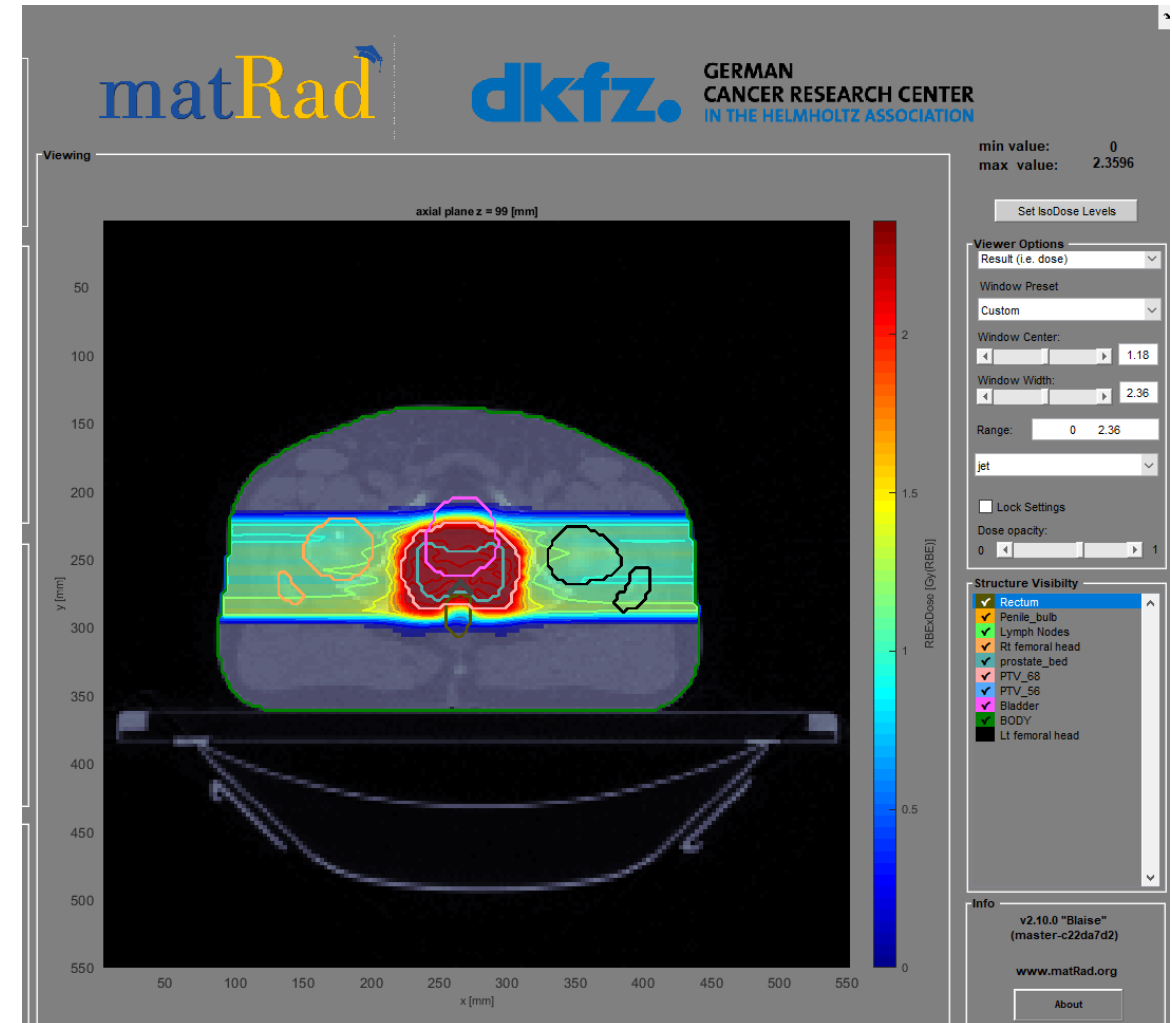 matRad
dkfz.
GERMAN
CANCER RESEARCH CENTER
IN THE HELMHOLTZ ASSOCIATION
Viewing
min value: 0
max value: 2.3596
Set IsoDose Levels
axial plane z = 99 [mm]
50
100
150
200
250
300
350
400
450
500
550
y [mm]
50 100 150 200 250 300 350 400 450 500 550
x [mm]
2
1.5
1
0.5
0
RBExDose [Gy(RBE)]
Viewer Options
Result (i.e. dose)
Window Preset
Custom
Window Center:
1.18
Window Width:
2.36
Range: 0 2.36
jet
Lock Settings
Dose opacity:
0 1
Structure Visibilty
Rectum
Penile_bulb
Lymph Nodes
Rt femoral head
prostate_bed
PTV_68
PTV_56
Bladder
BODY
Lt femoral head
Info
v2.10.0 "Blaise"
(master-c22da7d2)
www.matRad.org
About